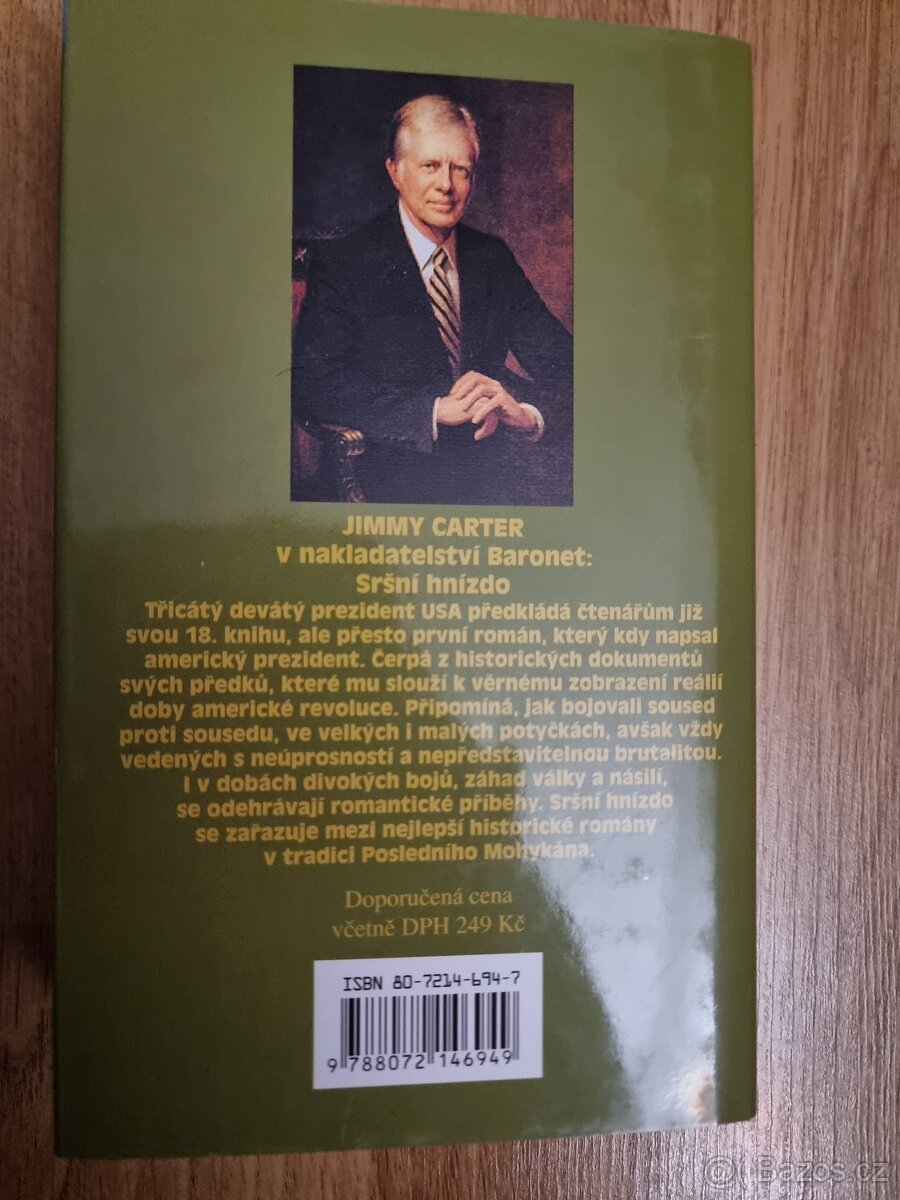 JIMMY CARTER
v nakladatelství Baronet:
Sršní hnízdo
Třicátý devátý prezident USA předkládá čtenářům již
svou 18. knihu, ale přesto první román, který kdy napsal
americký prezident. Čerpá z historických dokumentů
svých předků, které mu slouží k věrnému zobrazení reálií
doby americké revoluce. Připomíná, jak bojovali soused
proti sousedu, ve velkých i malých potyčkách, avšak vždy
vedených s neúprosností a nepředstavitelnou brutalitou.
I v dobách divokých bojů, záhad války a násilí,
se odehrávají romantické příběhy. Sršní hnízdo
se zařazuje mezi nejlepší historické romány
v tradici Posledního Mohykána.
Doporučená cena
včetně DPH 249 Kč
ISBN 80-7214-694-7
9 788072 146949
Bazos.cz